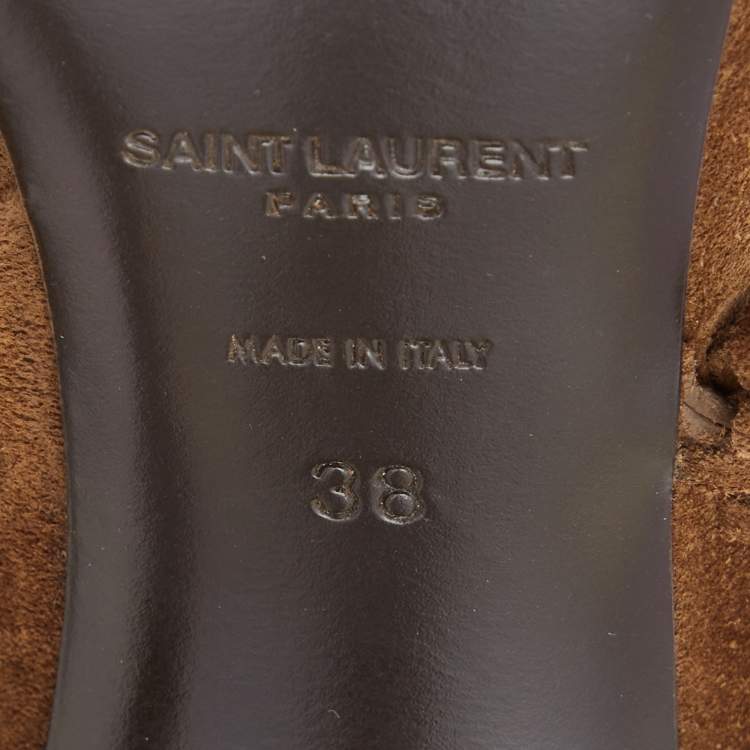 SAINT LAURENT
PARIS
MADE IN ITALY
38